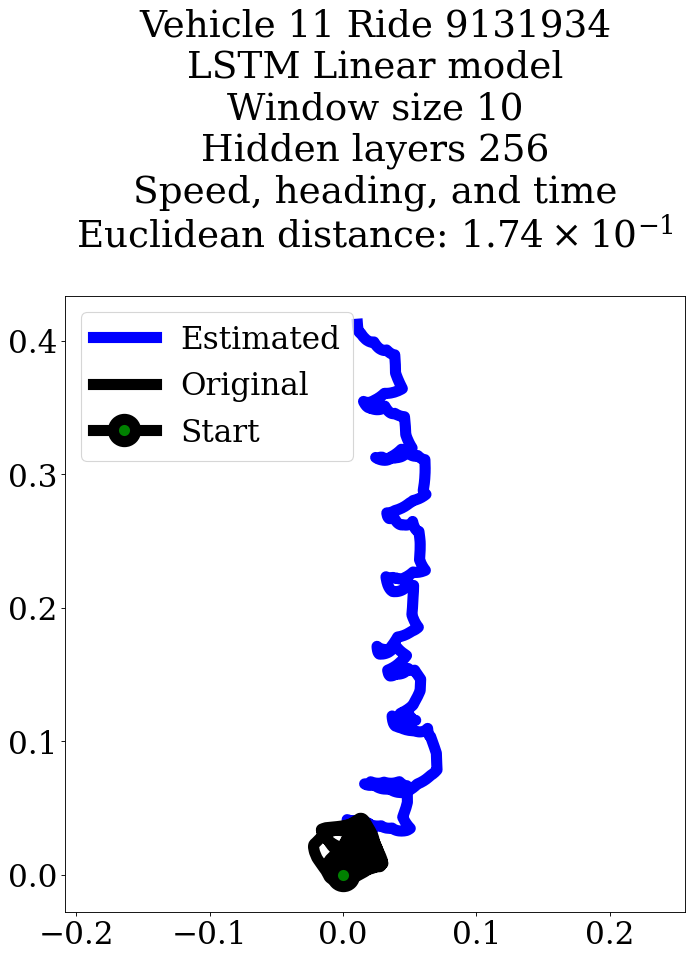 Vehicle 11 Ride 9131934
LSTM Linear model
Window size 10
Hidden layers 256
Speed, heading, and time
Euclidean distance: 1.74 × 10⁻¹
Estimated
Original
Start
0.4
0.3
0.2
0.1
0.0
−0.2 −0.1 0.0 0.1 0.2